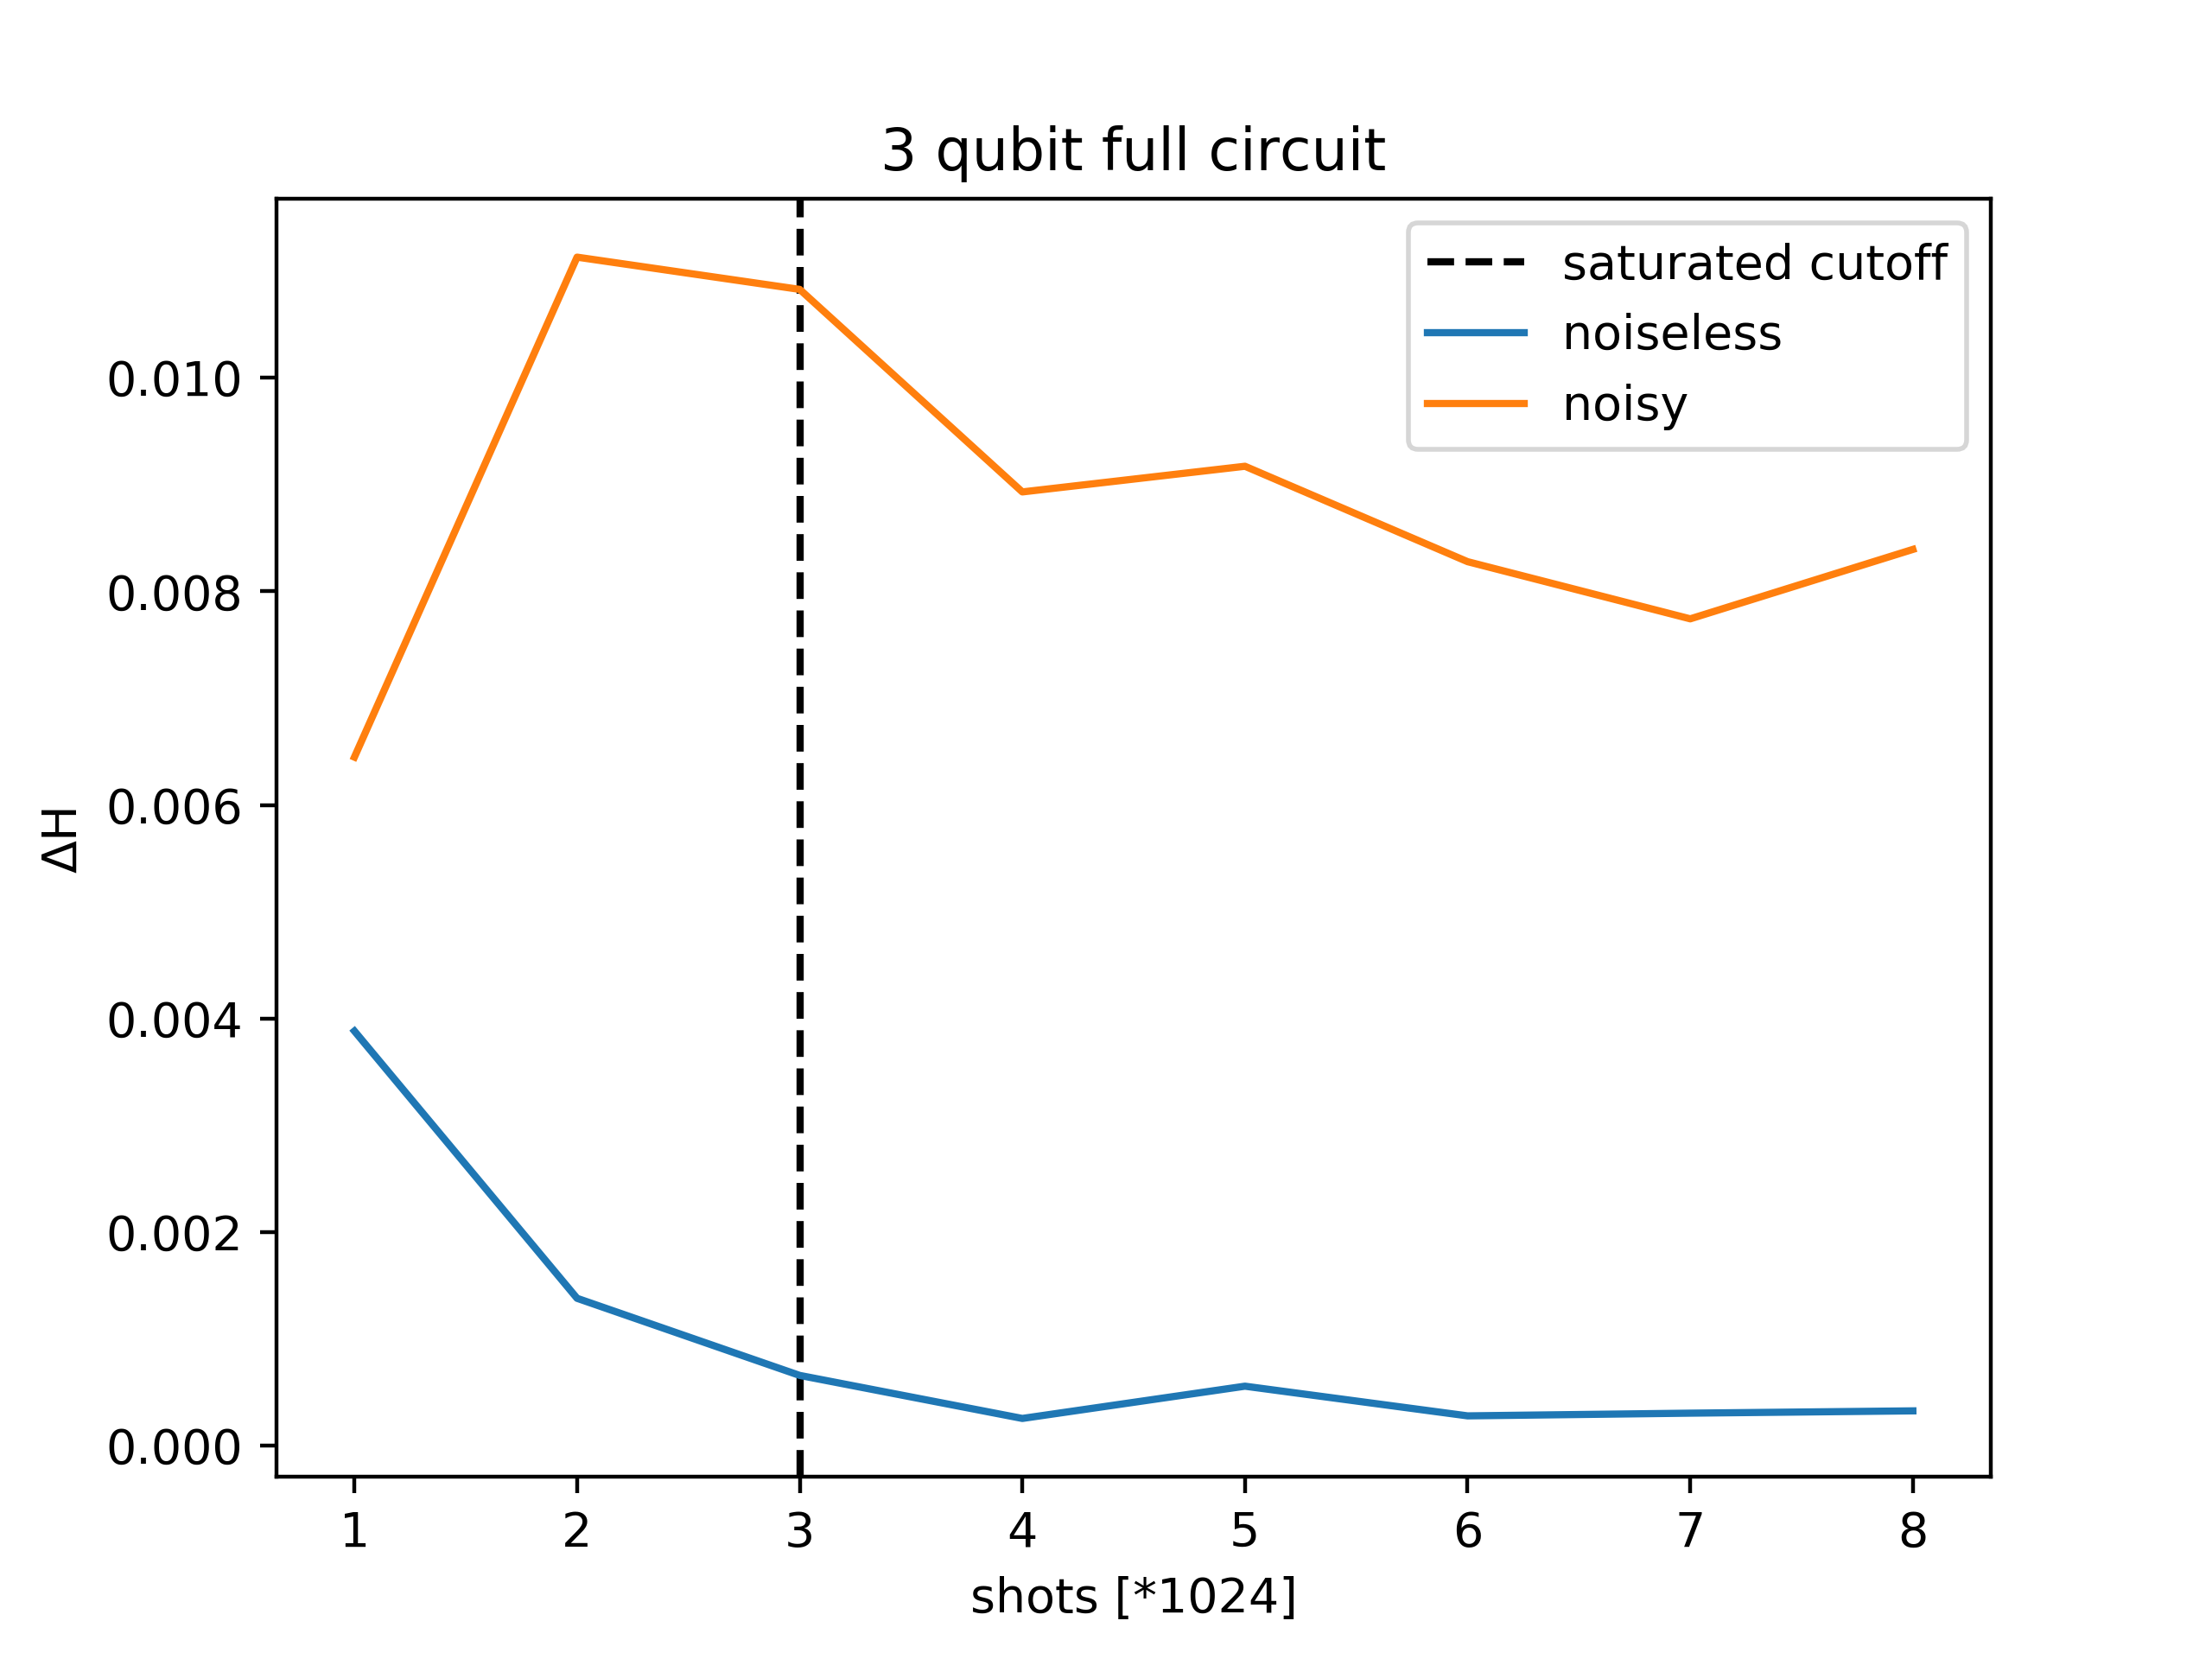 3 qubit full circuit
saturated cutoff
noiseless
noisy
0.010
0.008
0.006
0.004
0.002
0.000
ΔH
1 2 3 4 5 6 7 8
shots [*1024]